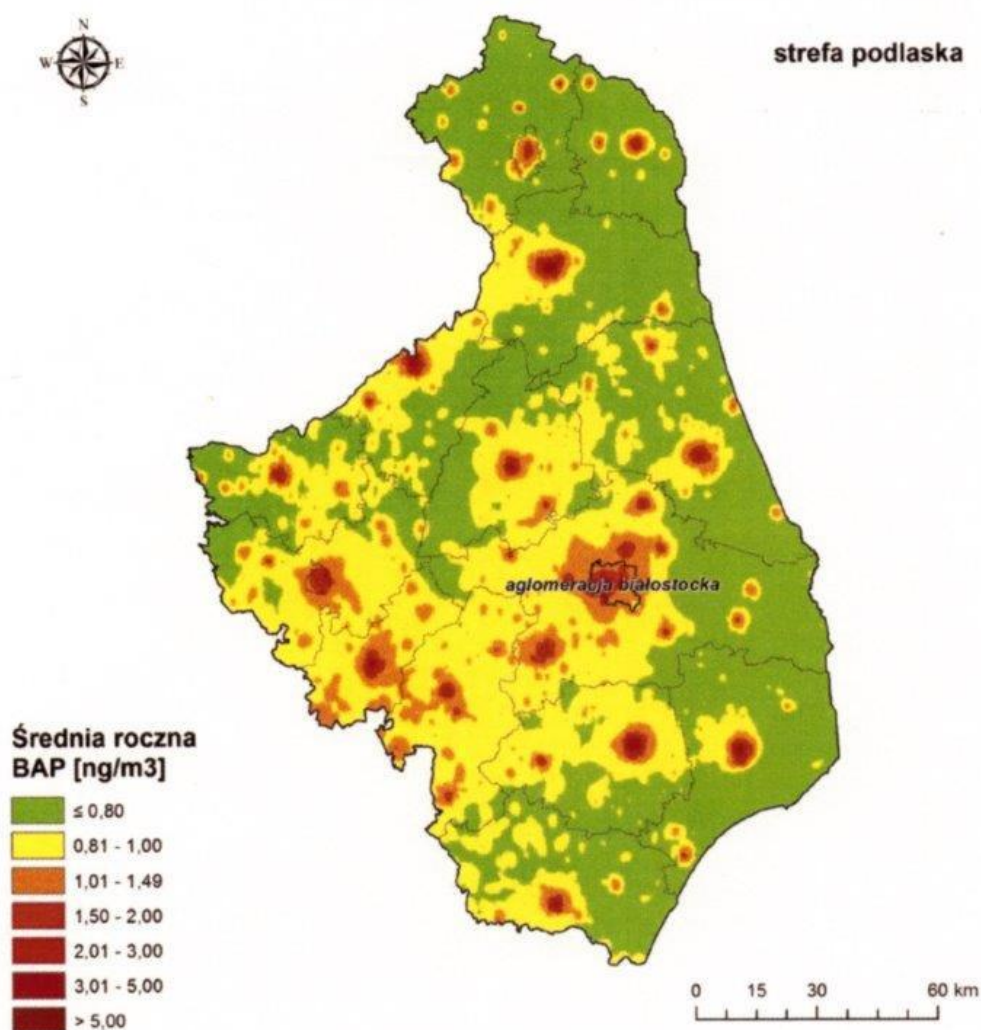 N
W E
S
strefa podlaska
aglomeracja białostocka
Średnia roczna
BAP [ng/m3]
≤ 0,80
0,81 - 1,00
1,01 - 1,49
1,50 - 2,00
2,01 - 3,00
3,01 - 5,00
> 5,00
0 15 30 60 km